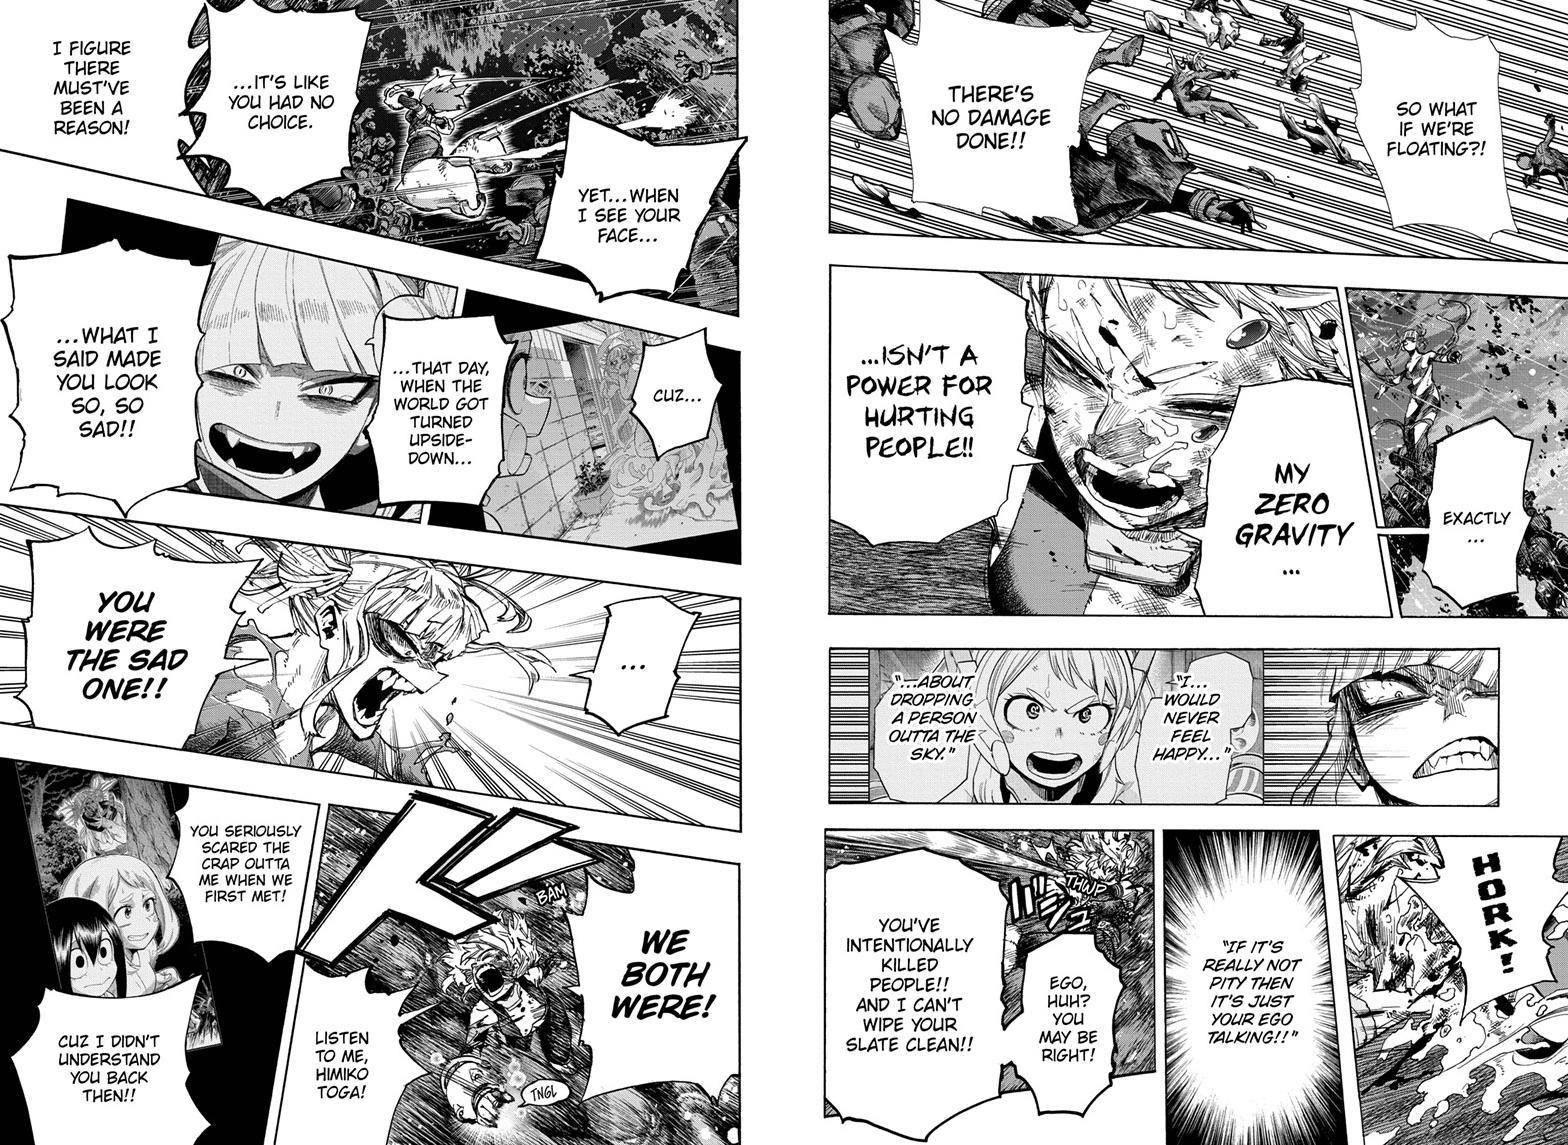 SO WHAT
IF WE'RE
FLOATING?!
THERE'S
NO DAMAGE
DONE!!
EXACTLY
...
MY
ZERO
GRAVITY
...
...ISN'T A
POWER FOR
HURTING
PEOPLE!!
"I...
WOULD
NEVER
FEEL
HAPPY..."
"...ABOUT
DROPPING
A PERSON
OUTTA THE
SKY."
HORK!
"IF IT'S
REALLY NOT
PITY THEN
IT'S JUST
YOUR EGO
TALKING!!"
THWP
EGO,
HUH?
YOU
MAY BE
RIGHT!
YOU'VE
INTENTIONALLY
KILLED
PEOPLE!!
AND I CAN'T
WIPE YOUR
SLATE CLEAN!!
YET...WHEN
I SEE YOUR
FACE...
...IT'S LIKE
YOU HAD NO
CHOICE.
I FIGURE
THERE
MUST'VE
BEEN A
REASON!
CUZ...
...THAT DAY,
WHEN THE
WORLD GOT
TURNED
UPSIDE-
DOWN...
...WHAT I
SAID MADE
YOU LOOK
SO, SO
SAD!!
...
YOU
WERE
THE SAD
ONE!!
WE
BOTH
WERE!
BAM
TNGL
LISTEN
TO ME,
HIMIKO
TOGA!
YOU SERIOUSLY
SCARED THE
CRAP OUTTA
ME WHEN WE
FIRST MET!
CUZ I DIDN'T
UNDERSTAND
YOU BACK
THEN!!